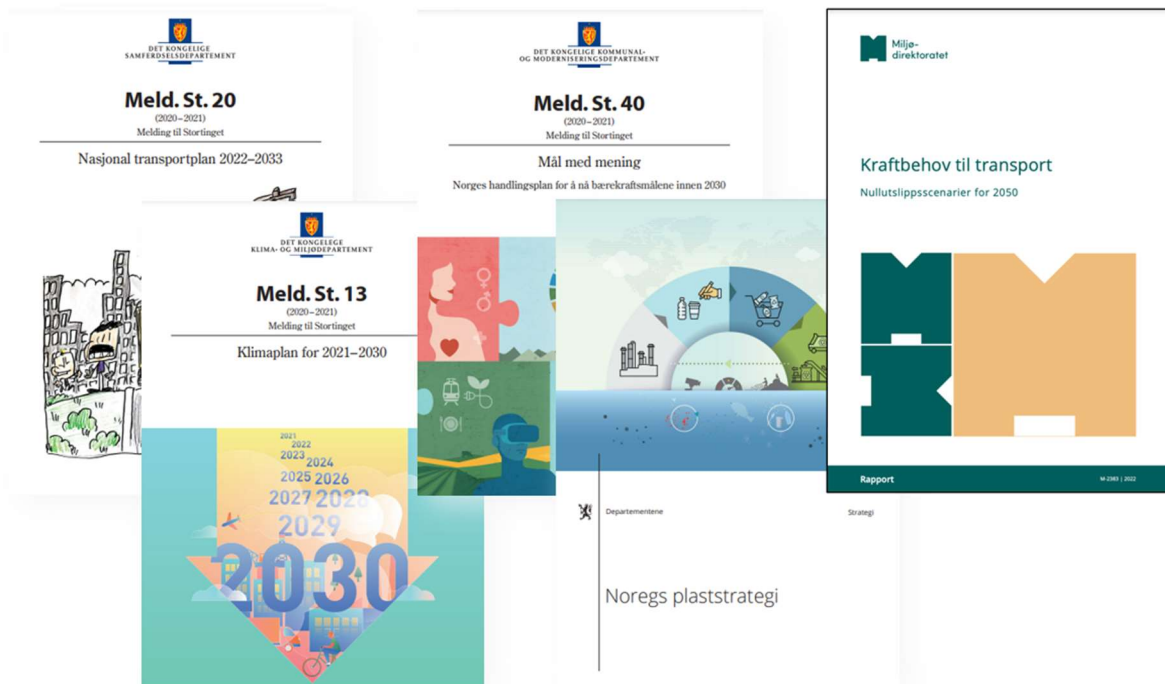 DET KONGELIGE
SAMFERDSELSDEPARTEMENT
Meld. St. 20
(2020–2021)
Melding til Stortinget
Nasjonal transportplan 2022–2033
DET KONGELEGE
KLIMA- OG MILJØDEPARTEMENT
Meld. St. 13
(2020–2021)
Melding til Stortinget
Klimaplan for 2021–2030
2021
2022
2023
2024
2025 2026
2027 2028
2029
2030
DET KONGELIGE KOMMUNAL-
OG MODERNISERINGSDEPARTEMENT
Meld. St. 40
(2020–2021)
Melding til Stortinget
Mål med mening
Norges handlingsplan for å nå bærekraftsmålene innen 2030
Departementene
Strategi
Noregs plaststrategi
Miljø-
direktoratet
Kraftbehov til transport
Nullutslippsscenarier for 2050
Rapport
M-2383 | 2022